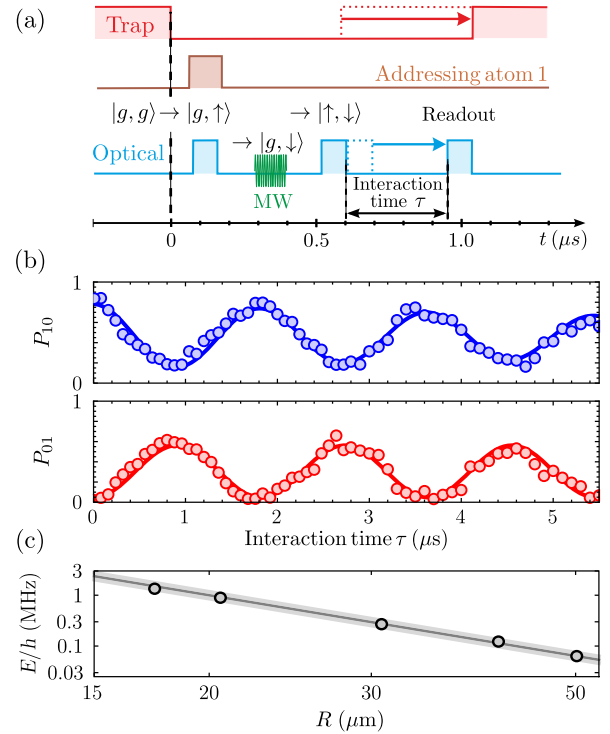 (a)
Trap
Addressing atom 1
|g, g⟩ → |g, ↑⟩ → |↑, ↓⟩ Readout
→ |g, ↓⟩
Optical
MW
Interaction
time τ
0 0.5 1.0 t (μs)
(b)
1
P10
0
1
P01
0
0 1 2 3 4 5
Interaction time τ (μs)
(c)
3
1
0.3
0.1
0.03
E/h (MHz)
15 20 30 50
R (μm)